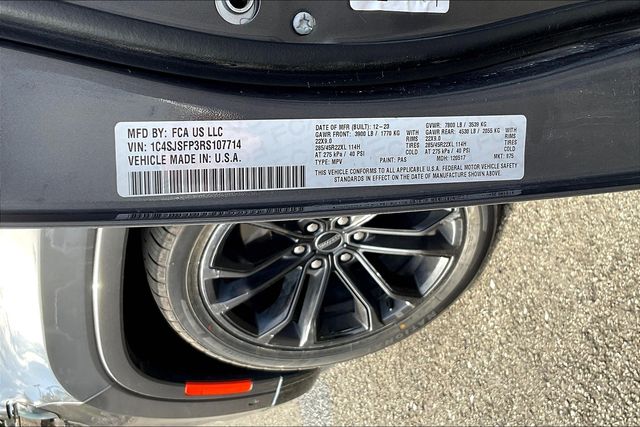 MFD BY: FCA US LLC
VIN: 1C4SJSFP3RS107714
VEHICLE MADE IN: U.S.A.
DATE OF MFR (BUILT): 12-23 GVWR: 7800 LB / 3539 KG
GAWR FRONT: 3900 LB / 1770 KG WITH GAWR REAR: 4530 LB / 2055 KG WITH
22X9.0 RIMS 22X9.0 RIMS
285/45R22XL 114H TIRES 285/45R22XL 114H TIRES
AT 275 kPa / 40 PSI COLD AT 275 kPa / 40 PSI COLD
TYPE: MPV PAINT: PAS MDH: 120517 MKT: 875
THIS VEHICLE CONFORMS TO ALL APPLICABLE U.S.A. FEDERAL MOTOR VEHICLE SAFETY
STANDARDS IN EFFECT ON THE DATE OF MANUFACTURE SHOWN ABOVE.